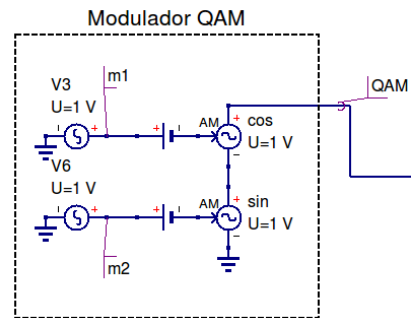 Modulador QAM
m1
V3
U=1 V
AM
cos
U=1 V
QAM
V6
U=1 V
AM
sin
U=1 V
m2